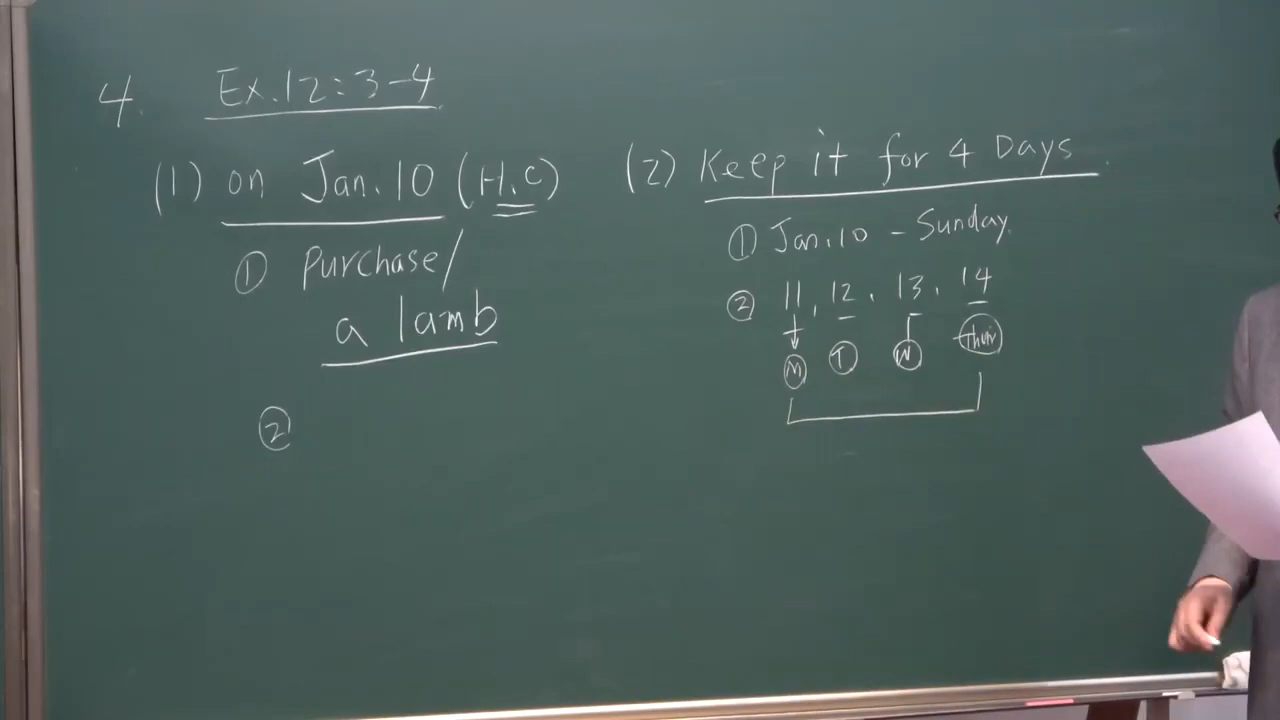 4. Ex.12:3-4
(1) on Jan.10 (H.C)
① Purchase/
a lamb
②
(2) Keep it for 4 Days.
① Jan.10 - Sunday.
② 11, 12, 13, 14
M T W Thur